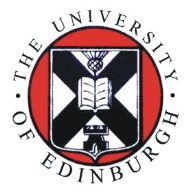 · THE UNIVERSITY ·
OF EDINBURGH